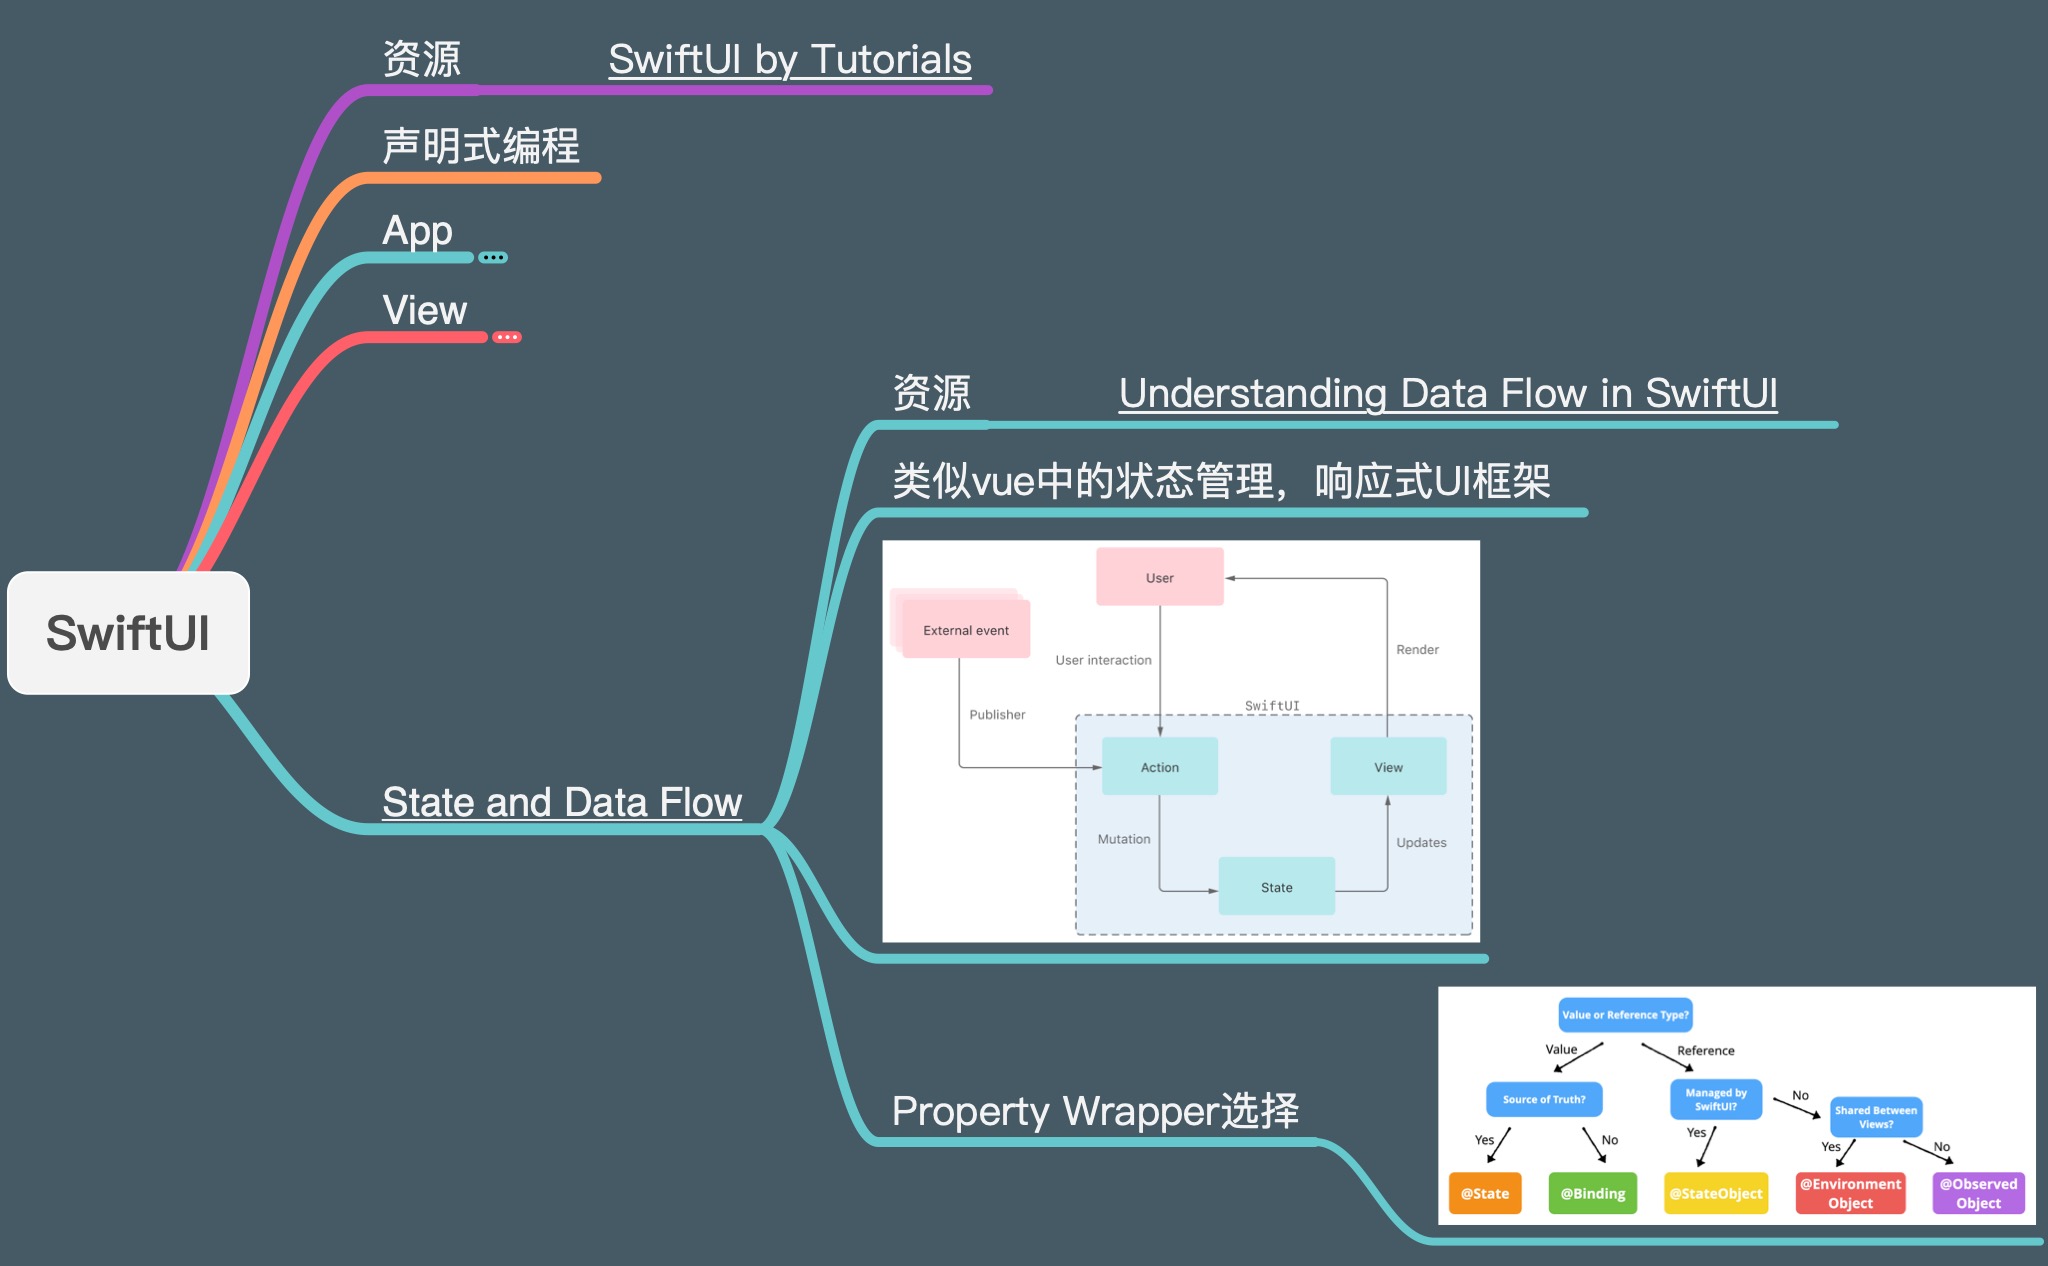 资源
SwiftUI by Tutorials
声明式编程
App
View
SwiftUI
State and Data Flow
资源
Understanding Data Flow in SwiftUI
类似vue中的状态管理，响应式UI框架
User
External event
User interaction
Render
Publisher
SwiftUI
Action
View
Mutation
Updates
State
Property Wrapper选择
Value or Reference Type?
Value
Reference
Source of Truth?
Managed by
SwiftUI?
No
Shared Between
Views?
Yes
No
Yes
Yes
No
@State
@Binding
@StateObject
@Environment
Object
@Observed
Object